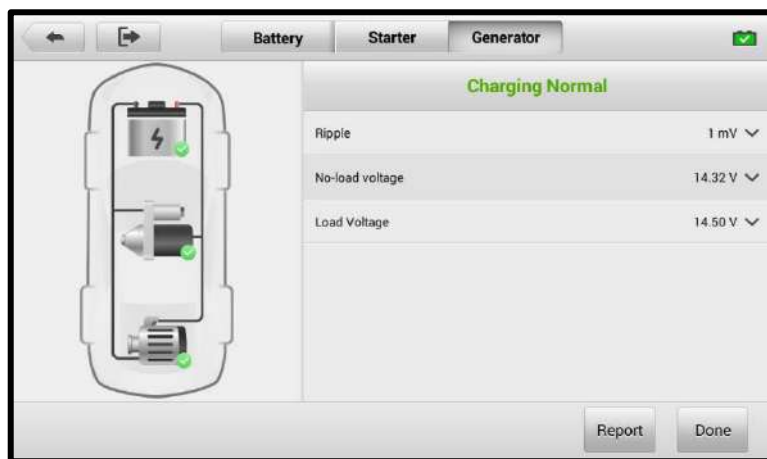 Battery Starter Generator
Charging Normal
Ripple 1 mV
No-load voltage 14.32 V
Load Voltage 14.50 V
Report Done